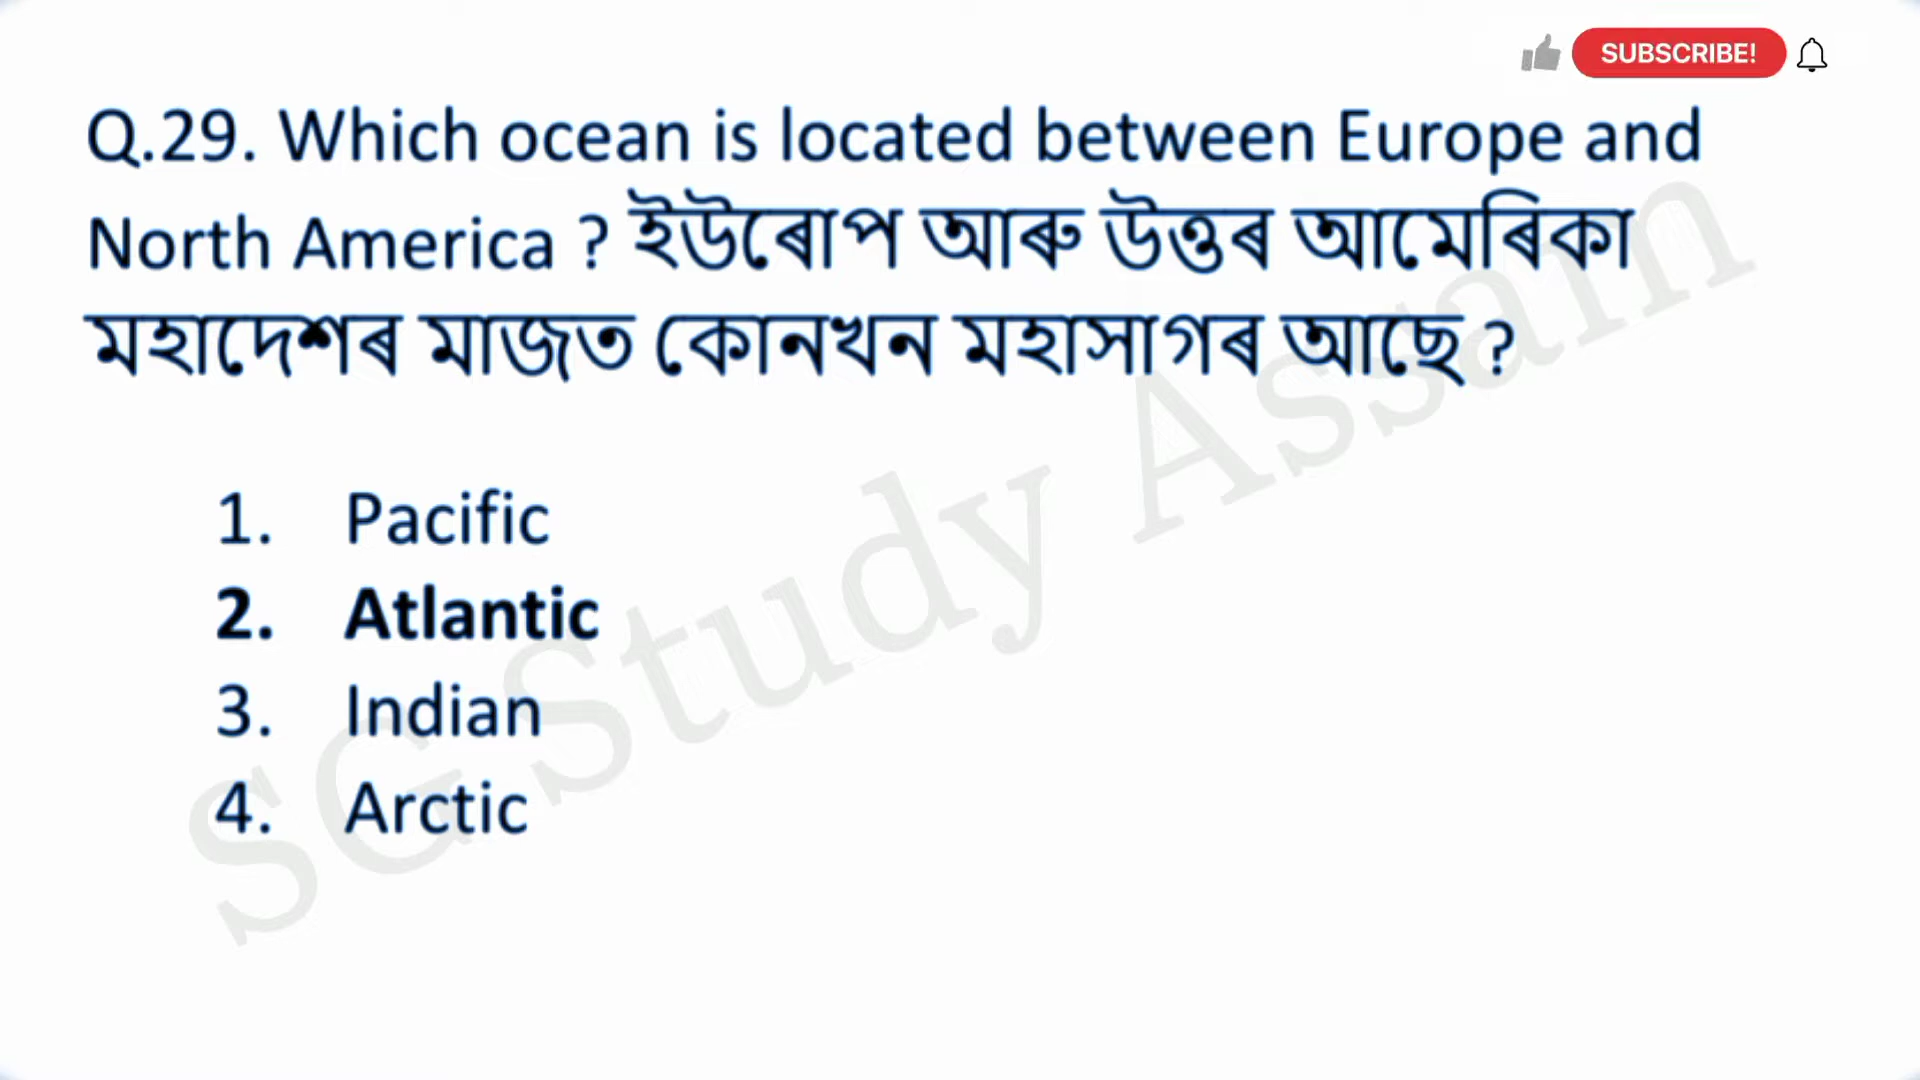 SUBSCRIBE!
Q.29. Which ocean is located between Europe and
North America ? ইউৰোপ আৰু উত্তৰ আমেৰিকা
মহাদেশৰ মাজত কোনখন মহাসাগৰ আছে ?
1. Pacific
2. Atlantic
3. Indian
4. Arctic
SG Study Assam